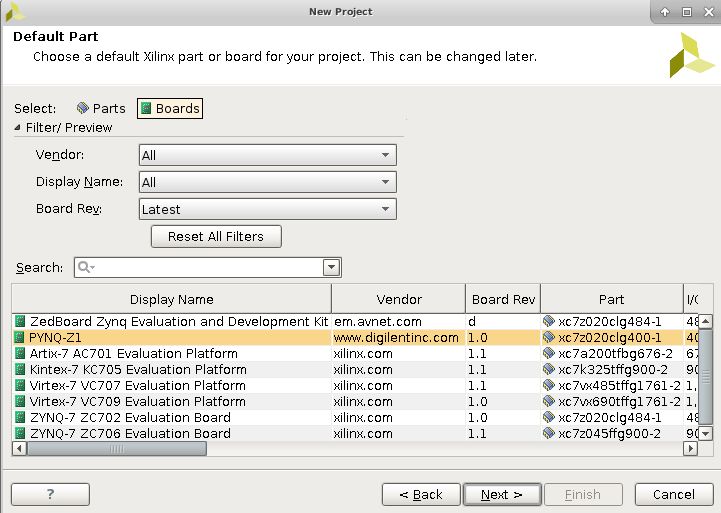 New Project
Default Part
Choose a default Xilinx part or board for your project. This can be changed later.
Select: Parts Boards
Filter/ Preview
Vendor: All
Display Name: All
Board Rev: Latest
Reset All Filters
Search:
Display Name Vendor Board Rev Part
ZedBoard Zynq Evaluation and Development Kit em.avnet.com d xc7z020clg484-1 48
PYNQ-Z1 www.digilentinc.com 1.0 xc7z020clg400-1 40
Artix-7 AC701 Evaluation Platform xilinx.com 1.1 xc7a200tfbg676-2 67
Kintex-7 KC705 Evaluation Platform xilinx.com 1.1 xc7k325tffg900-2 90
Virtex-7 VC707 Evaluation Platform xilinx.com 1.1 xc7vx485tffg1761-2 1,
Virtex-7 VC709 Evaluation Platform xilinx.com 1.0 xc7vx690tffg1761-2 1,
ZYNQ-7 ZC702 Evaluation Board xilinx.com 1.0 xc7z020clg484-1 48
ZYNQ-7 ZC706 Evaluation Board xilinx.com 1.1 xc7z045ffg900-2 90
? < Back Next > Finish Cancel